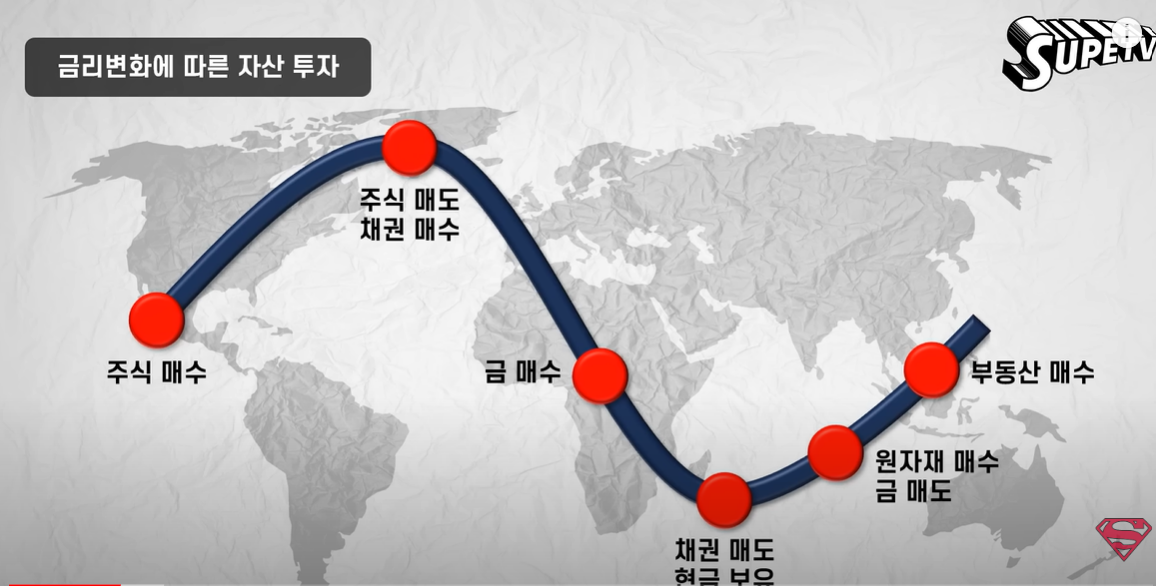 금리변화에 따른 자산 투자
SUPETV
주식 매도
채권 매수
주식 매수
금 매수
부동산 매수
원자재 매수
금 매도
채권 매도
현금 보유